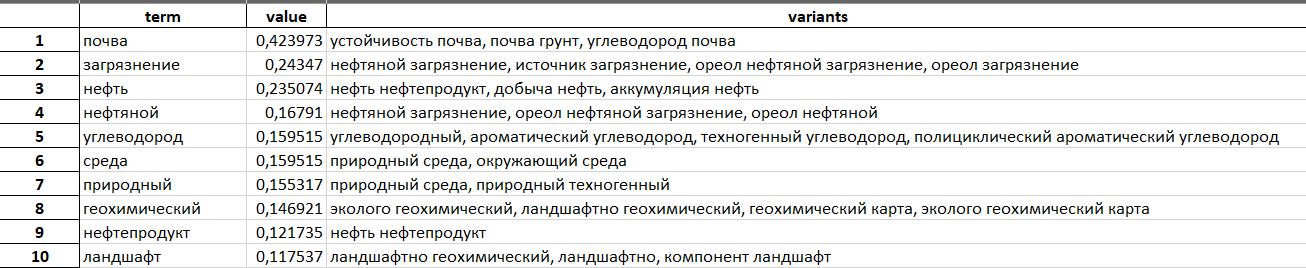 term value variants
1 почва 0,423973 устойчивость почва, почва грунт, углеводород почва
2 загрязнение 0,24347 нефтяной загрязнение, источник загрязнение, ореол нефтяной загрязнение, ореол загрязнение
3 нефть 0,235074 нефть нефтепродукт, добыча нефть, аккумуляция нефть
4 нефтяной 0,16791 нефтяной загрязнение, ореол нефтяной загрязнение, ореол нефтяной
5 углеводород 0,159515 углеводородный, ароматический углеводород, техногенный углеводород, полициклический ароматический углеводород
6 среда 0,159515 природный среда, окружающий среда
7 природный 0,155317 природный среда, природный техногенный
8 геохимический 0,146921 эколого геохимический, ландшафтно геохимический, геохимический карта, эколого геохимический карта
9 нефтепродукт 0,121735 нефть нефтепродукт
10 ландшафт 0,117537 ландшафтно геохимический, ландшафтно, компонент ландшафт